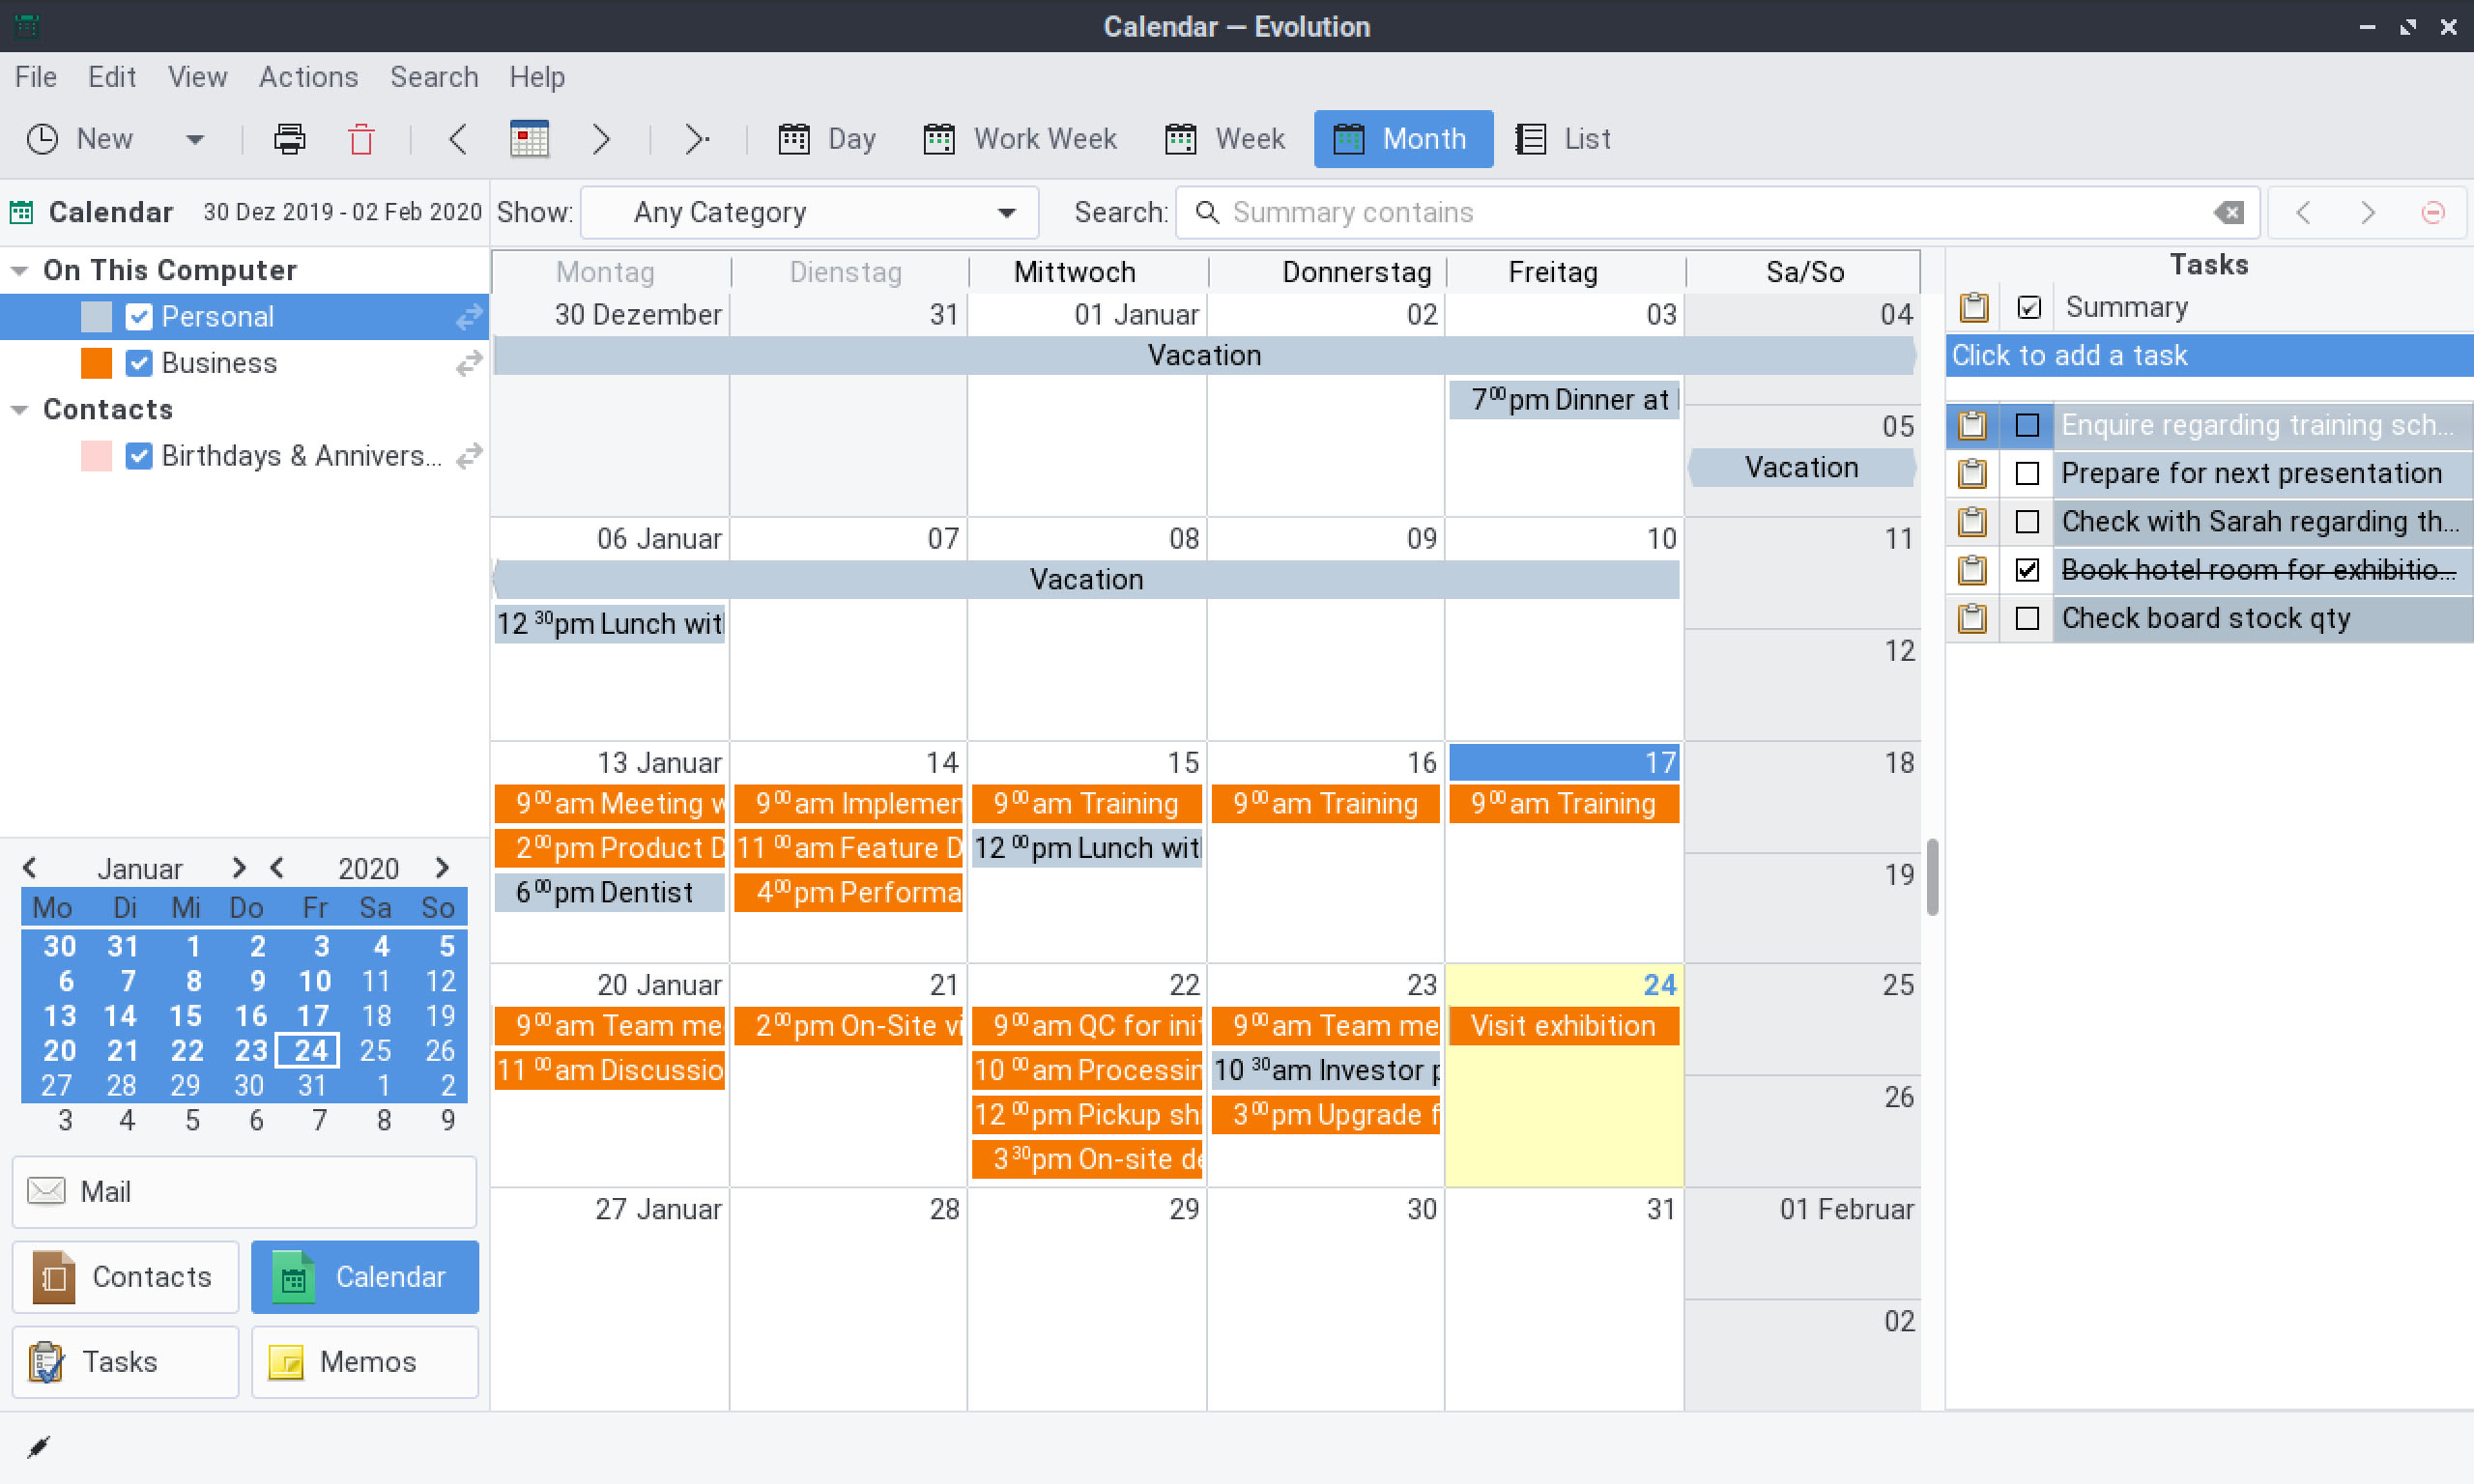 Calendar — Evolution
File Edit View Actions Search Help
New Day Work Week Week Month List
Calendar 30 Dez 2019 - 02 Feb 2020 Show: Any Category Search: Summary contains
On This Computer
Personal
Business
Contacts
Birthdays & Annivers...
Januar 2020
Mo Di Mi Do Fr Sa So
30 31 1 2 3 4 5
6 7 8 9 10 11 12
13 14 15 16 17 18 19
20 21 22 23 24 25 26
27 28 29 30 31 1 2
3 4 5 6 7 8 9
Mail
Contacts Calendar
Tasks Memos
Montag Dienstag Mittwoch Donnerstag Freitag Sa/So
30 Dezember 31 01 Januar 02 03 04
Vacation
7 00 pm Dinner at
05
Vacation
06 Januar 07 08 09 10 11
Vacation
12 30 pm Lunch wit
12
13 Januar 14 15 16 17 18
9 00 am Meeting w 9 00 am Implemen 9 00 am Training 9 00 am Training 9 00 am Training
2 00 pm Product D 11 00 am Feature D 12 00 pm Lunch wit
19
6 00 pm Dentist 4 00 pm Performa
20 Januar 21 22 23 24 25
9 00 am Team me 2 00 pm On-Site vi 9 00 am QC for init 9 00 am Team me Visit exhibition
11 00 am Discussio 10 00 am Processin 10 30 am Investor p
26
12 00 pm Pickup shi 3 00 pm Upgrade f
3 30 pm On-site de
27 Januar 28 29 30 31 01 Februar
02
Tasks
Summary
Click to add a task
Enquire regarding training sch...
Prepare for next presentation
Check with Sarah regarding th...
Book hotel room for exhibitio...
Check board stock qty